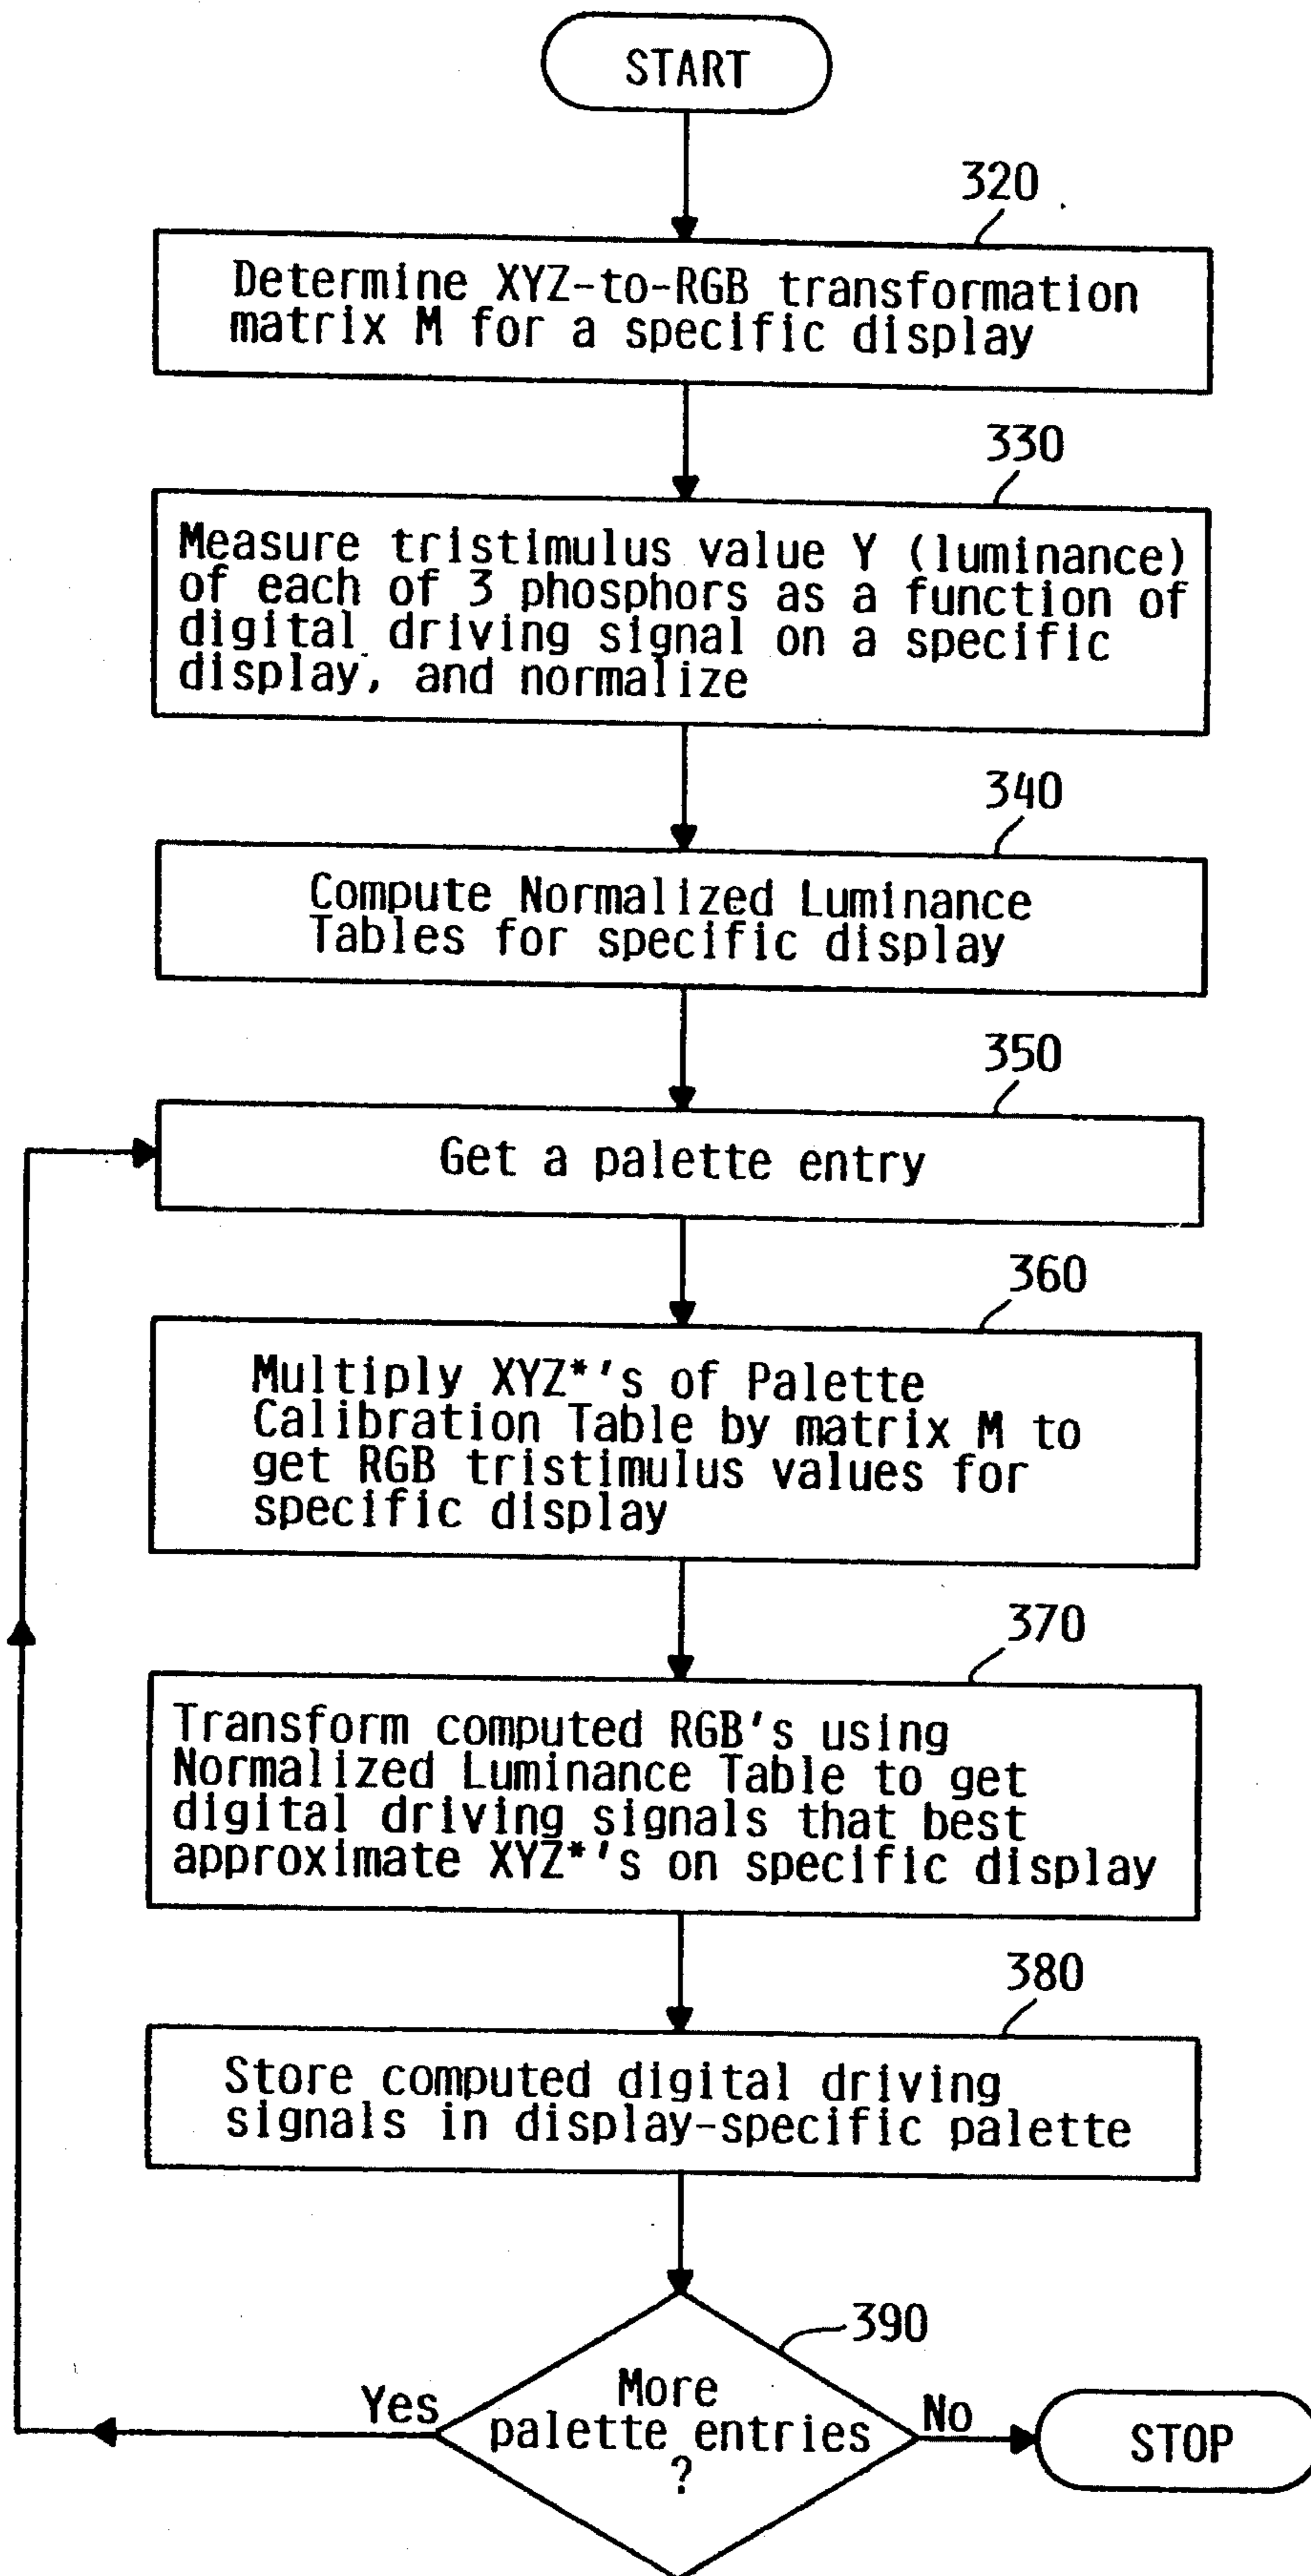 START
320
Determine XYZ-to-RGB transformation
matrix M for a specific display
330
Measure tristimulus value Y (luminance)
of each of 3 phosphors as a function of
digital driving signal on a specific
display, and normalize
340
Compute Normalized Luminance
Tables for specific display
350
Get a palette entry
360
Multiply XYZ*'s of Palette
Calibration Table by matrix M to
get RGB tristimulus values for
specific display
370
Transform computed RGB's using
Normalized Luminance Table to get
digital driving signals that best
approximate XYZ*'s on specific display
380
Store computed digital driving
signals in display-specific palette
390
More
palette entries
?
Yes
No
STOP